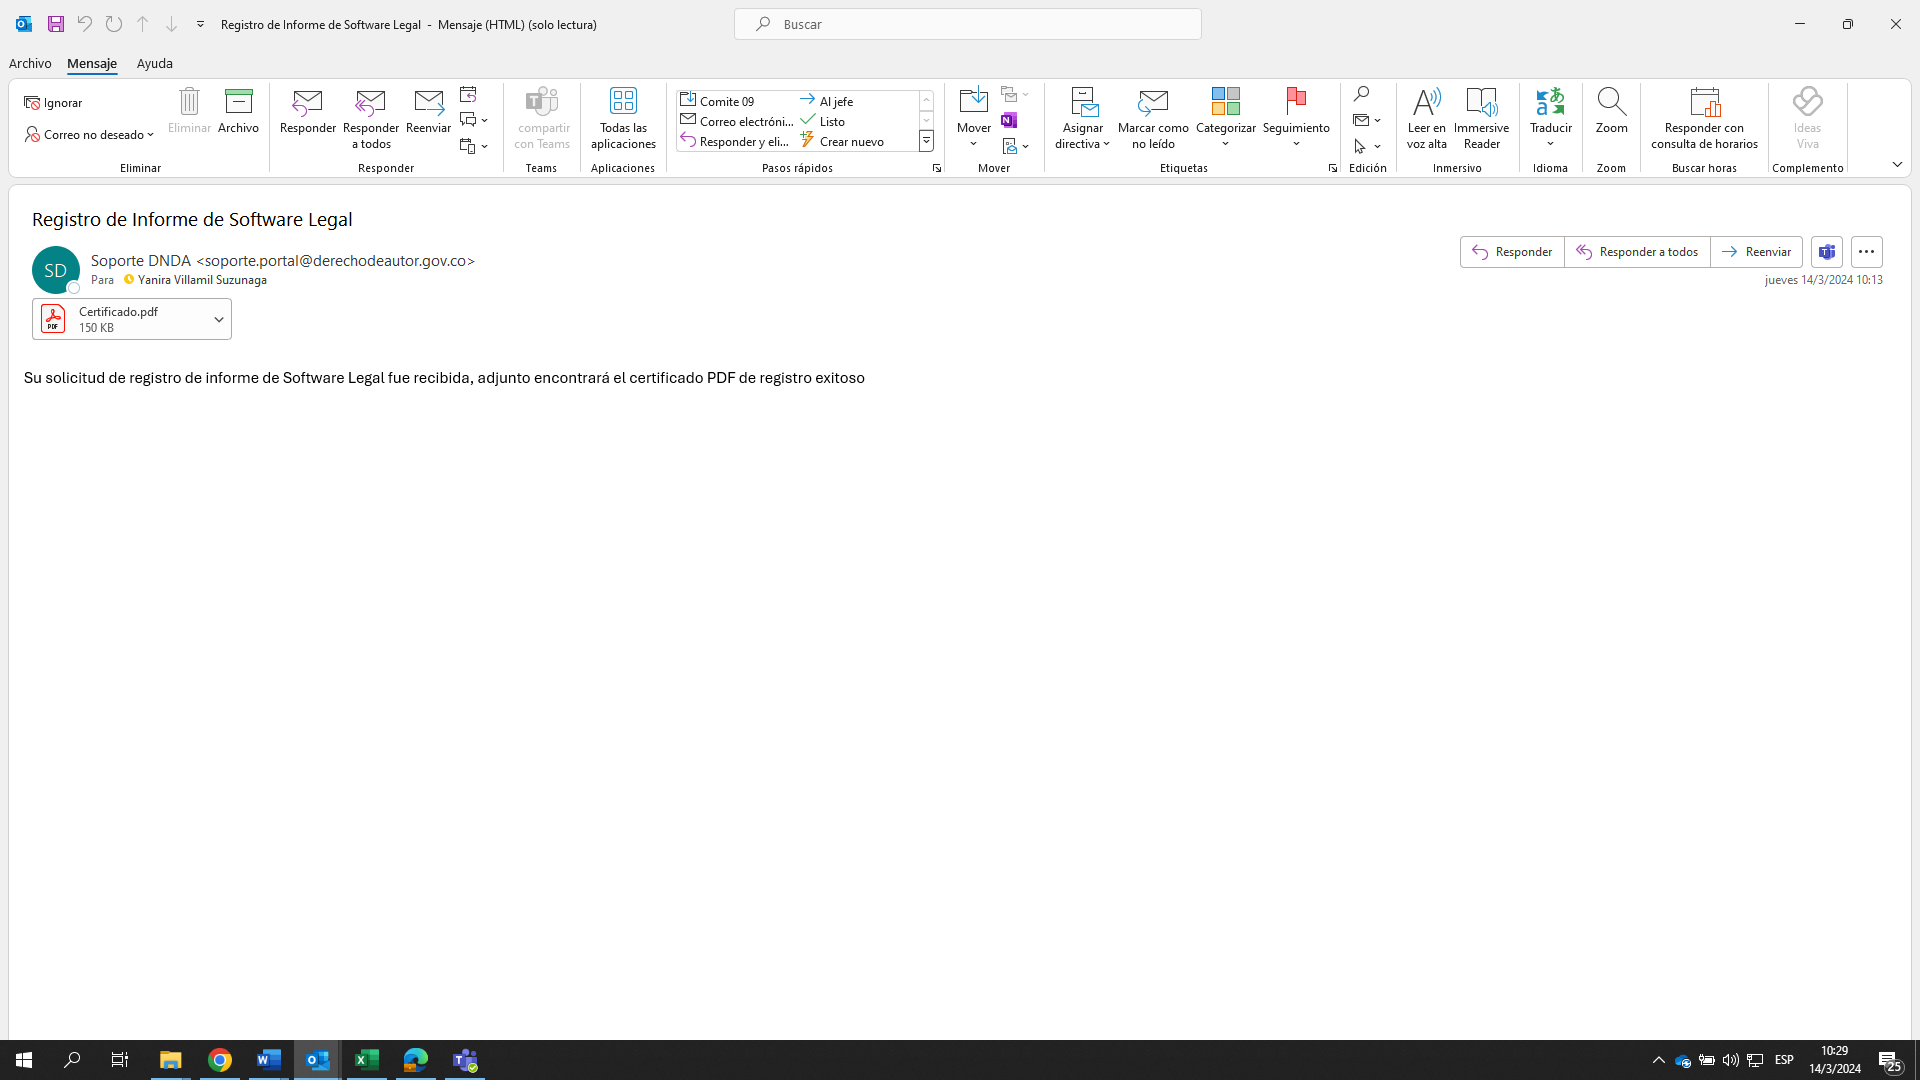 Registro de Informe de Software Legal - Mensaje (HTML) (solo lectura)
Buscar
Archivo Mensaje Ayuda
Ignorar
Correo no deseado
Eliminar
Archivo
Eliminar
Responder
Responder a todos
Reenviar
Responder
compartir con Teams
Teams
Todas las aplicaciones
Aplicaciones
Comite 09
Al jefe
Correo electróni...
Listo
Responder y eli...
Crear nuevo
Pasos rápidos
Mover
Mover
Asignar directiva
Marcar como no leído
Categorizar
Seguimiento
Etiquetas
Edición
Leer en voz alta
Immersive Reader
Inmersivo
Traducir
Idioma
Zoom
Zoom
Responder con consulta de horarios
Buscar horas
Ideas Viva
Complemento
Registro de Informe de Software Legal
SD
Soporte DNDA <soporte.portal@derechodeautor.gov.co>
Para Yanira Villamil Suzunaga
Responder
Responder a todos
Reenviar
jueves 14/3/2024 10:13
PDF
Certificado.pdf
150 KB
Su solicitud de registro de informe de Software Legal fue recibida, adjunto encontrará el certificado PDF de registro exitoso
ESP
10:29
14/3/2024
25